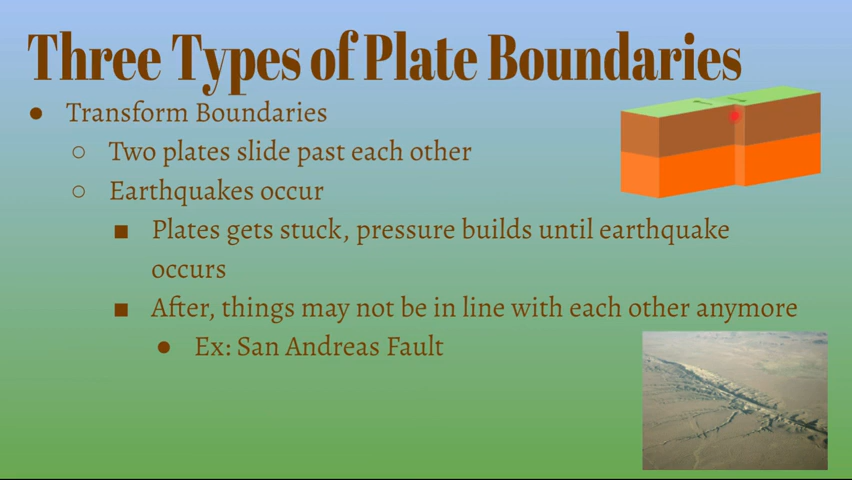 Three Types of Plate Boundaries
● Transform Boundaries
○ Two plates slide past each other
○ Earthquakes occur
■ Plates gets stuck, pressure builds until earthquake
occurs
■ After, things may not be in line with each other anymore
● Ex: San Andreas Fault